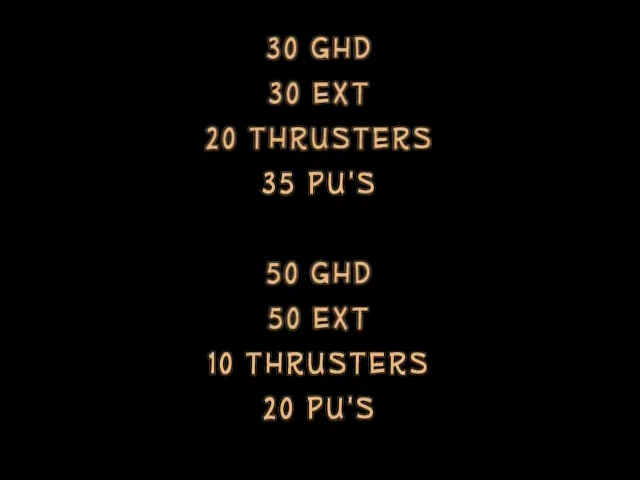 30 GHD
30 EXT
20 THRUSTERS
35 PU'S
50 GHD
50 EXT
10 THRUSTERS
20 PU'S